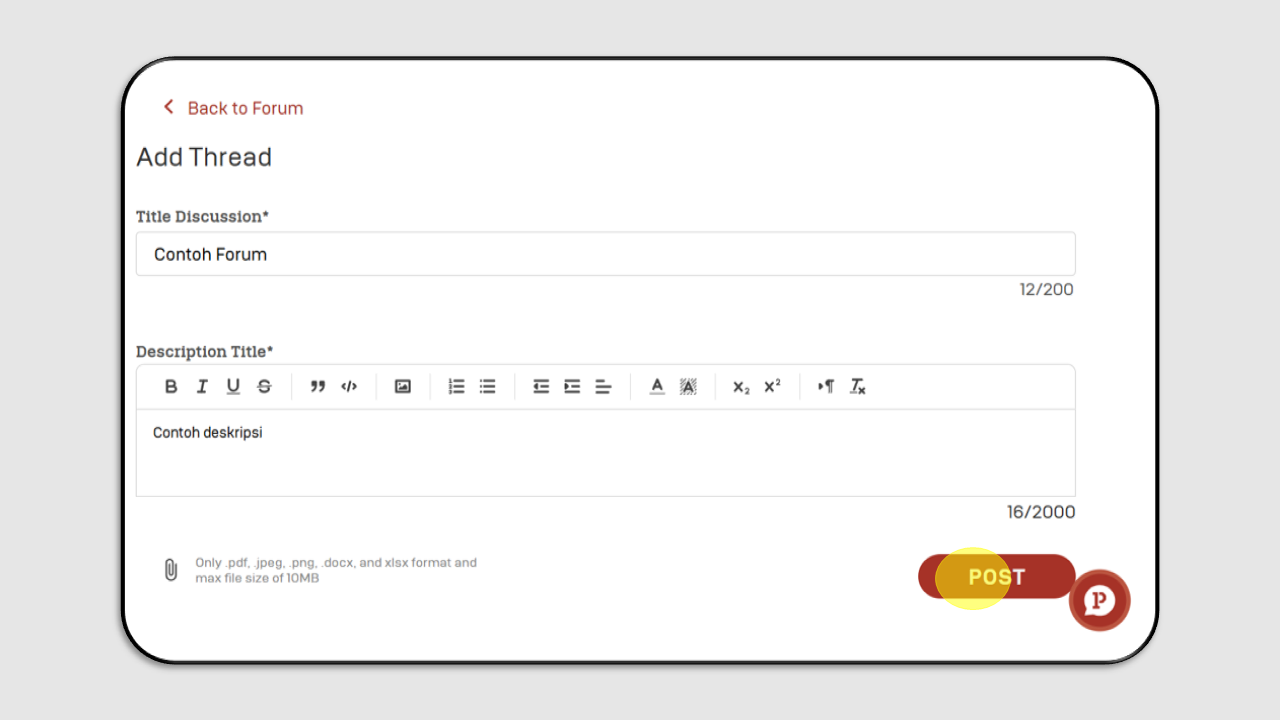 Back to Forum
Add Thread
Title Discussion*
Contoh Forum
12/200
Description Title*
Contoh deskripsi
16/2000
Only .pdf, .jpeg, .png, .docx, and xlsx format and
max file size of 10MB
POST